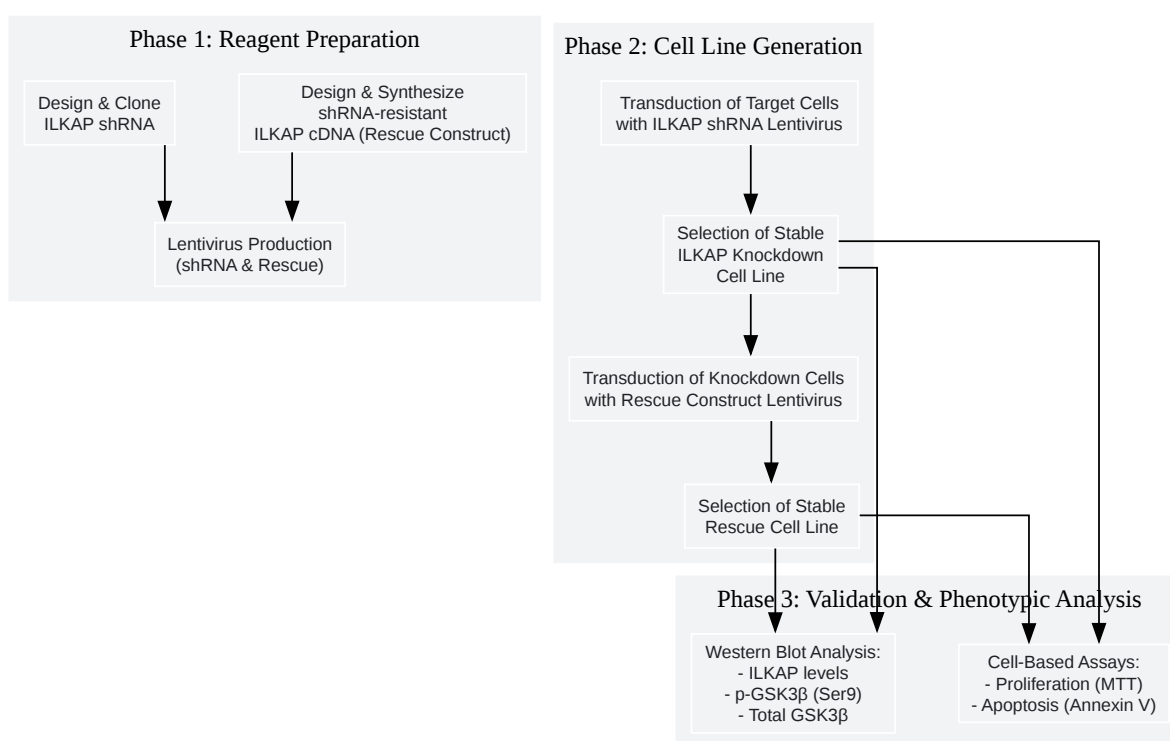 Phase 1: Reagent Preparation
Design & Clone
ILKAP shRNA
Design & Synthesize
shRNA-resistant
ILKAP cDNA (Rescue Construct)
Lentivirus Production
(shRNA & Rescue)
Phase 2: Cell Line Generation
Transduction of Target Cells
with ILKAP shRNA Lentivirus
Selection of Stable
ILKAP Knockdown
Cell Line
Transduction of Knockdown Cells
with Rescue Construct Lentivirus
Selection of Stable
Rescue Cell Line
Phase 3: Validation & Phenotypic Analysis
Western Blot Analysis:
- ILKAP levels
- p-GSK3β (Ser9)
- Total GSK3β
Cell-Based Assays:
- Proliferation (MTT)
- Apoptosis (Annexin V)